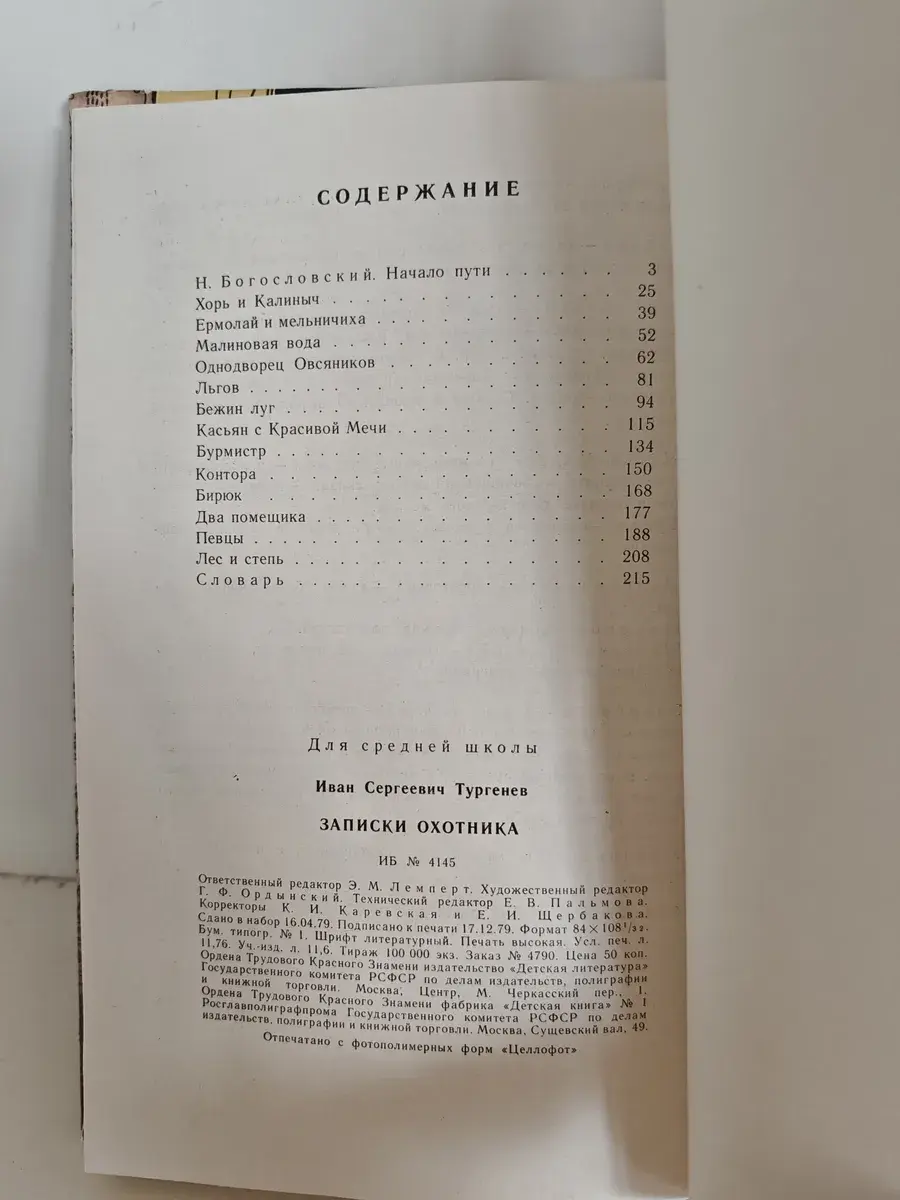 СОДЕРЖАНИЕ
Н. Богословский. Начало пути . . . . . . 3
Хорь и Калиныч . . . . . . . . . . . . . . 25
Ермолай и мельничиха . . . . . . . . . . . 39
Малиновая вода . . . . . . . . . . . . . . 52
Однодворец Овсяников . . . . . . . . . . . 62
Льгов . . . . . . . . . . . . . . . . . . 81
Бежин луг . . . . . . . . . . . . . . . . 94
Касьян с Красивой Мечи . . . . . . . . . . 115
Бурмистр . . . . . . . . . . . . . . . . . 134
Контора . . . . . . . . . . . . . . . . . 150
Бирюк . . . . . . . . . . . . . . . . . . 168
Два помещика . . . . . . . . . . . . . . . 177
Певцы . . . . . . . . . . . . . . . . . . 188
Лес и степь . . . . . . . . . . . . . . . 208
Словарь . . . . . . . . . . . . . . . . . 215
Для средней школы
Иван Сергеевич Тургенев
ЗАПИСКИ ОХОТНИКА
ИБ № 4145
Ответственный редактор Э. М. Лемперт. Художественный редактор
Г. Ф. Ордынский. Технический редактор Е. В. Пальмова.
Корректоры К. И. Каревская и Е. И. Щербакова.
Сдано в набор 16.04.79. Подписано к печати 17.12.79. Формат 84×108¹/₃₂.
Бум. типогр. № 1. Шрифт литературный. Печать высокая. Усл. печ. л.
11,76. Уч.-изд. л. 11,6. Тираж 100 000 экз. Заказ № 4790. Цена 50 коп.
Ордена Трудового Красного Знамени издательство «Детская литература»
Государственного комитета РСФСР по делам издательств, полиграфии
и книжной торговли. Москва, Центр, М. Черкасский пер., 1.
Ордена Трудового Красного Знамени фабрика «Детская книга» № 1
Росглавполиграфпрома Государственного комитета РСФСР по делам
издательств, полиграфии и книжной торговли. Москва, Сущевский вал, 49.
Отпечатано с фотополимерных форм «Целлофот»